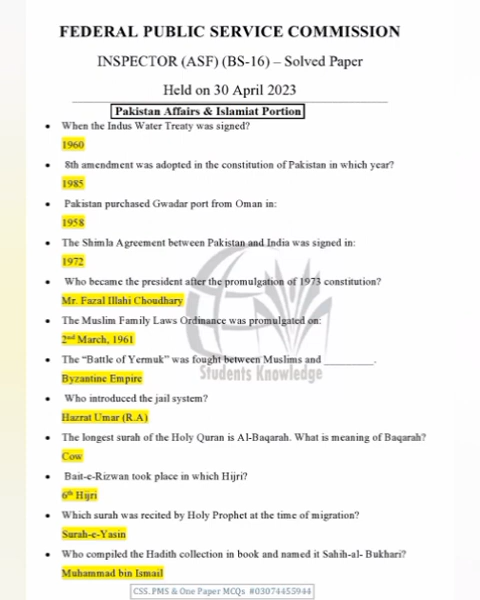 FEDERAL PUBLIC SERVICE COMMISSION
INSPECTOR (ASF) (BS-16) – Solved Paper
Held on 30 April 2023
Pakistan Affairs & Islamiat Portion
• When the Indus Water Treaty was signed?
1960
• 8th amendment was adopted in the constitution of Pakistan in which year?
1985
• Pakistan purchased Gwadar port from Oman in:
1958
• The Shimla Agreement between Pakistan and India was signed in:
1972
• Who became the president after the promulgation of 1973 constitution?
Mr. Fazal Illahi Choudhary
• The Muslim Family Laws Ordinance was promulgated on:
2nd March, 1961
• The “Battle of Yermuk” was fought between Muslims and _________.
Byzantine Empire
Students Knowledge
• Who introduced the jail system?
Hazrat Umar (R.A)
• The longest surah of the Holy Quran is Al-Baqarah. What is meaning of Baqarah?
Cow
• Bait-e-Rizwan took place in which Hijri?
6th Hijri
• Which surah was recited by Holy Prophet at the time of migration?
Surah-e-Yasin
• Who compiled the Hadith collection in book and named it Sahih-al- Bukhari?
Muhammad bin Ismail
CSS, PMS & One Paper MCQs #03074455944